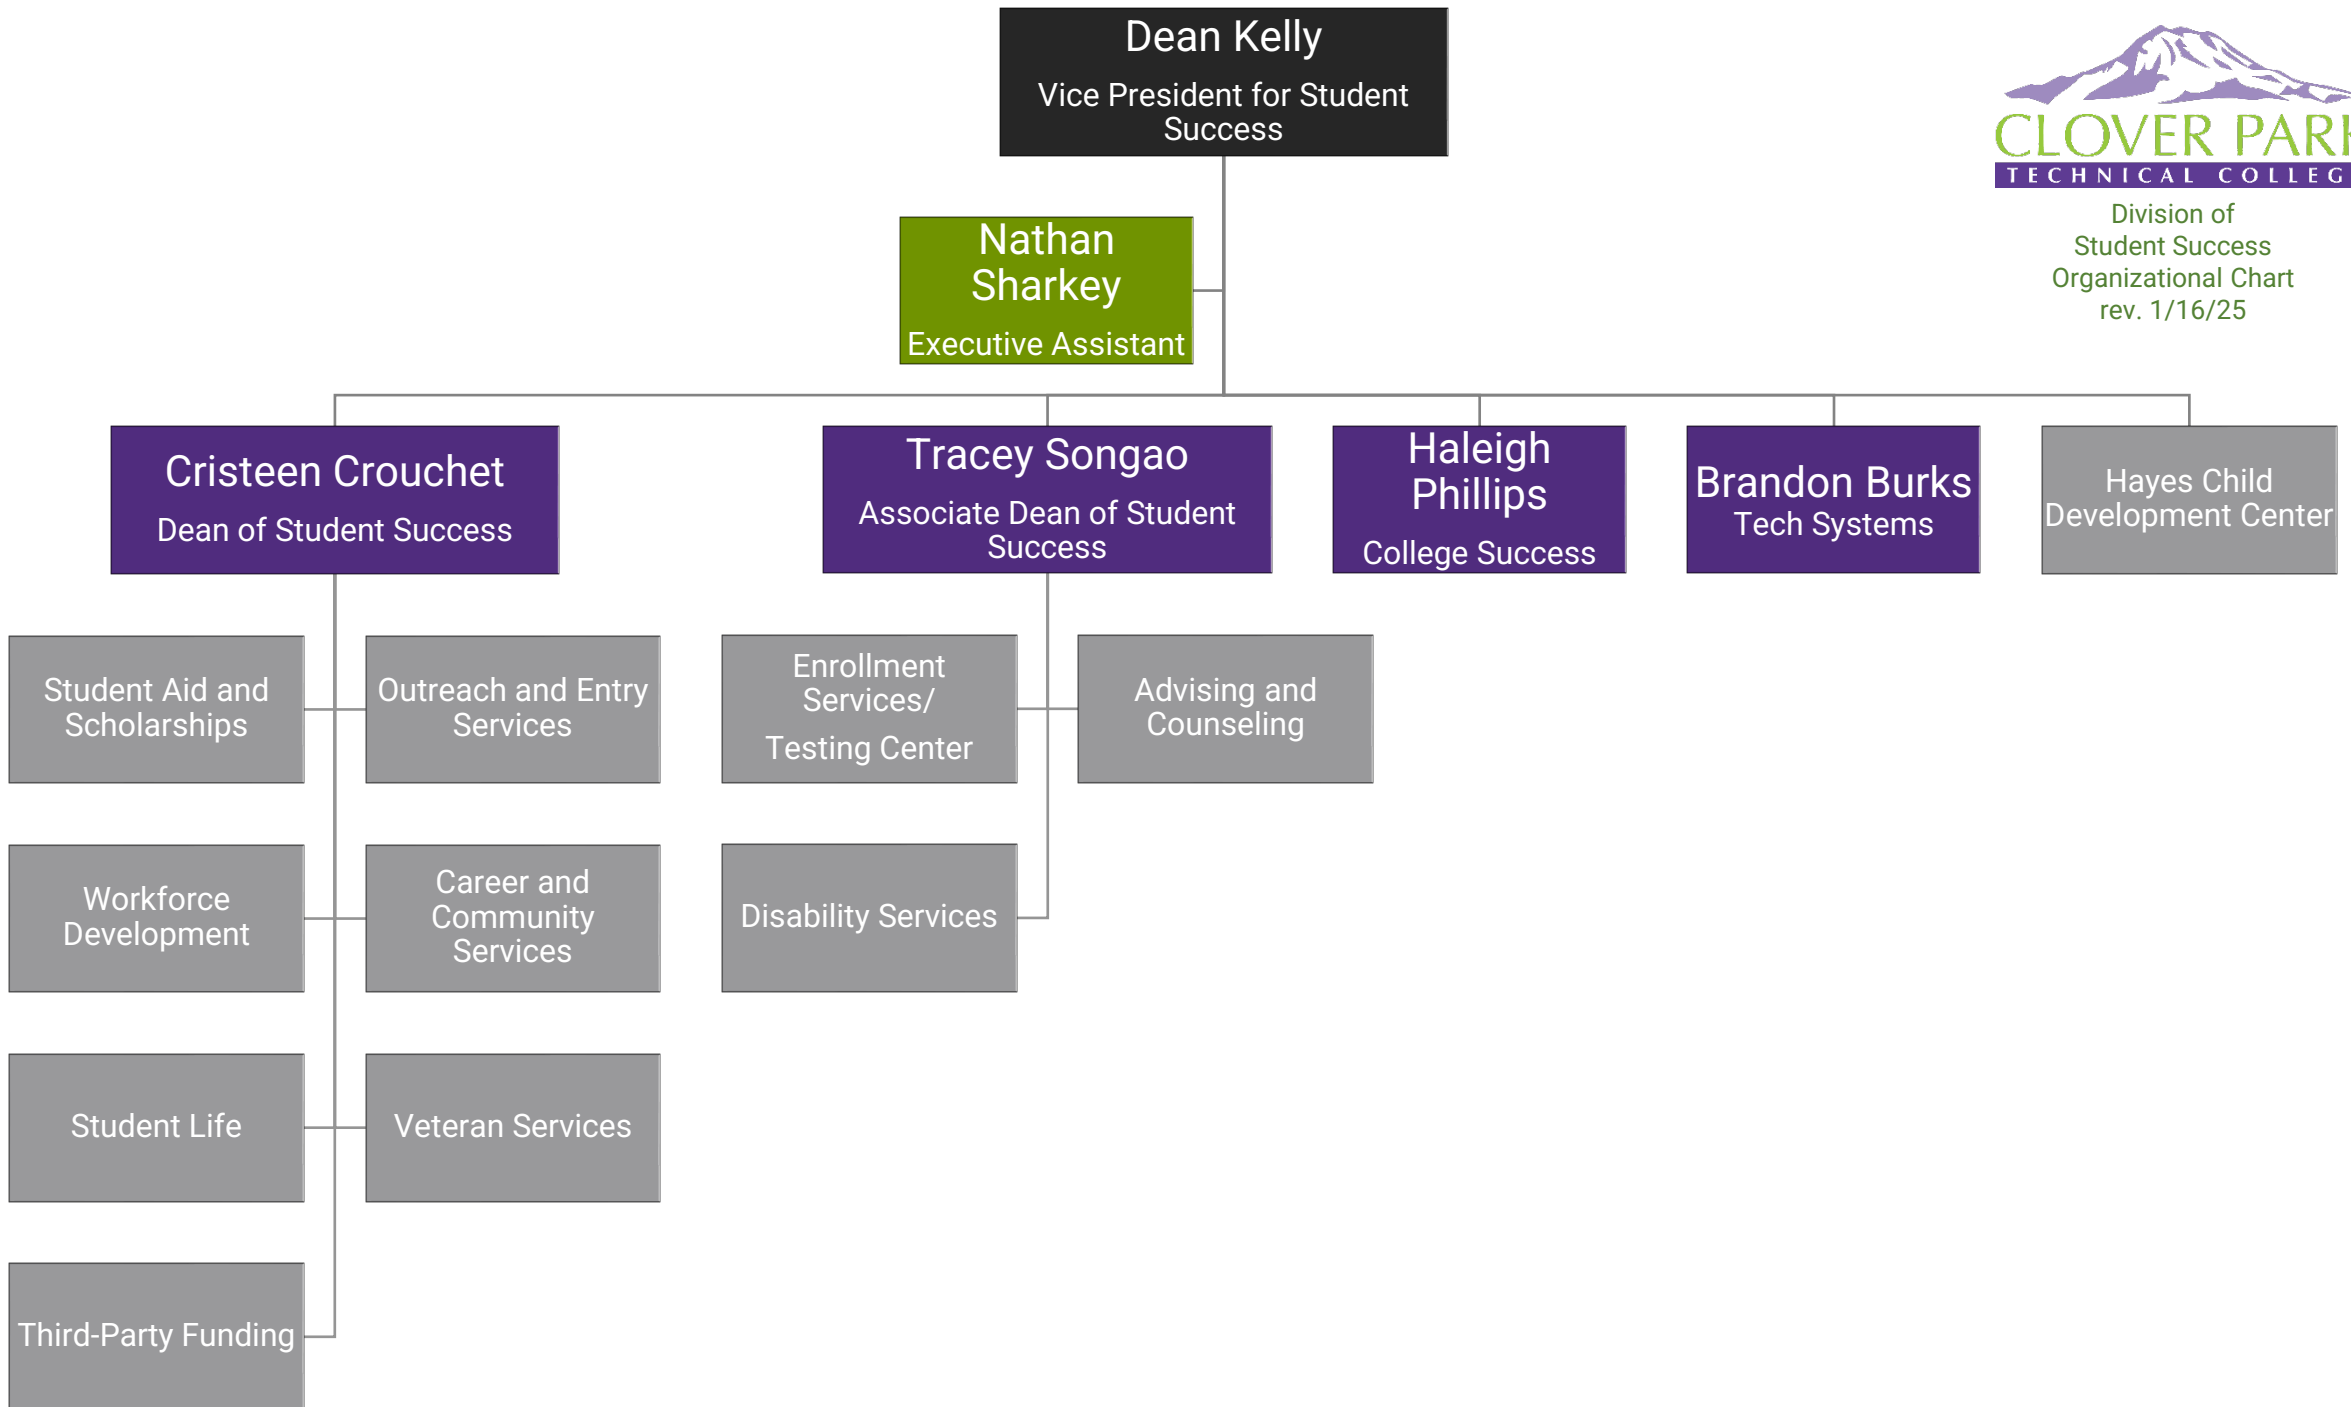 Dean Kelly
Vice President for Student
Success
CLOVER PARK
TECHNICAL COLLEG
Division of
Student Success
Organizational Chart
rev. 1/16/25
Nathan
Sharkey
Executive Assistant
Cristeen Crouchet
Dean of Student Success
Tracey Songao
Associate Dean of Student
Success
Haleigh
Phillips
College Success
Brandon Burks
Tech Systems
Hayes Child
Development Center
Student Aid and
Scholarships
Outreach and Entry
Services
Enrollment
Services/
Testing Center
Advising and
Counseling
Workforce
Development
Career and
Community
Services
Disability Services
Student Life
Veteran Services
Third-Party Funding